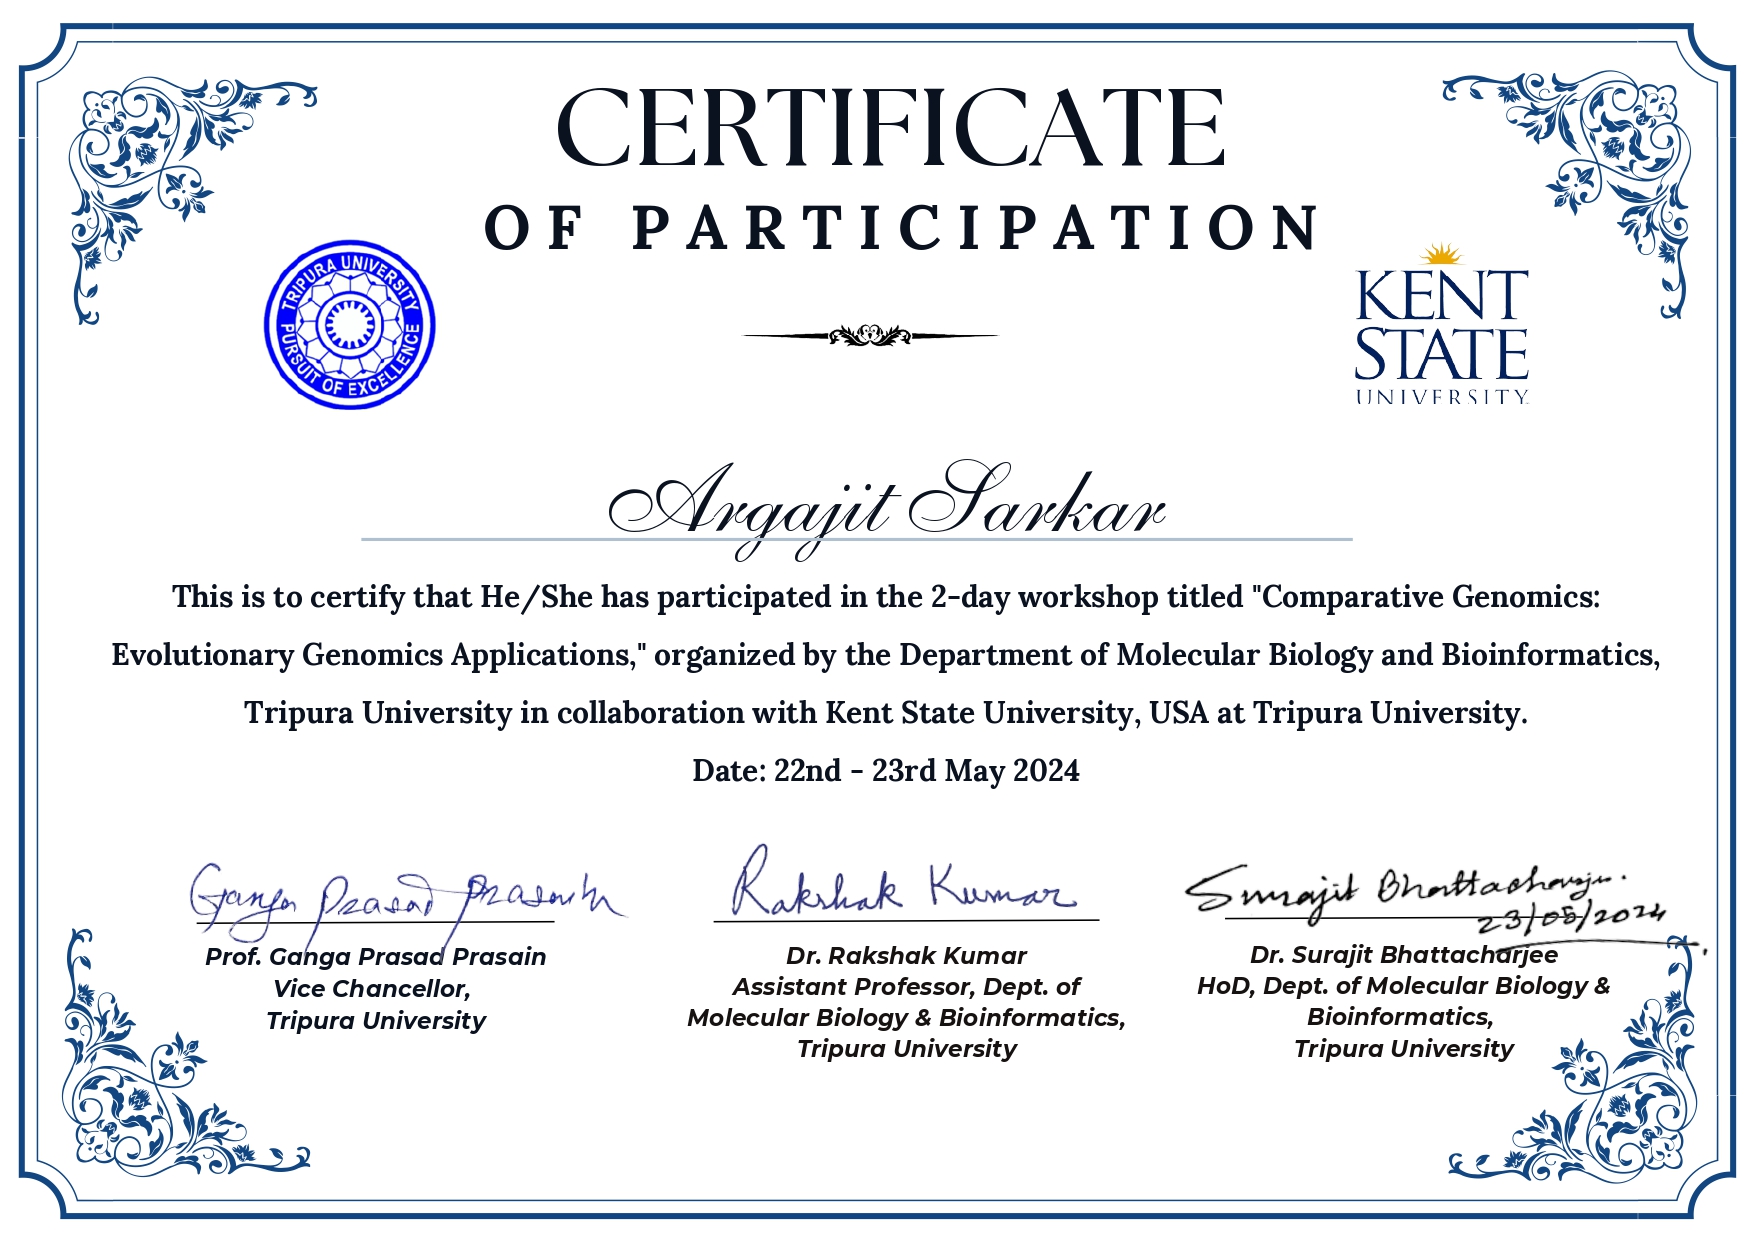 CERTIFICATE
OF PARTICIPATION
TRIPURA UNIVERSITY
PURSUIT OF EXCELLENCE
KENT
STATE
UNIVERSITY
Argajit Sarkar
This is to certify that He/She has participated in the 2-day workshop titled "Comparative Genomics:
Evolutionary Genomics Applications," organized by the Department of Molecular Biology and Bioinformatics,
Tripura University in collaboration with Kent State University, USA at Tripura University.
Date: 22nd - 23rd May 2024
Ganga Prasad Prasain
Prof. Ganga Prasad Prasain
Vice Chancellor,
Tripura University
Rakshak Kumar
Dr. Rakshak Kumar
Assistant Professor, Dept. of
Molecular Biology & Bioinformatics,
Tripura University
Surajit Bhattacharjee.
23/05/2024
Dr. Surajit Bhattacharjee
HoD, Dept. of Molecular Biology &
Bioinformatics,
Tripura University